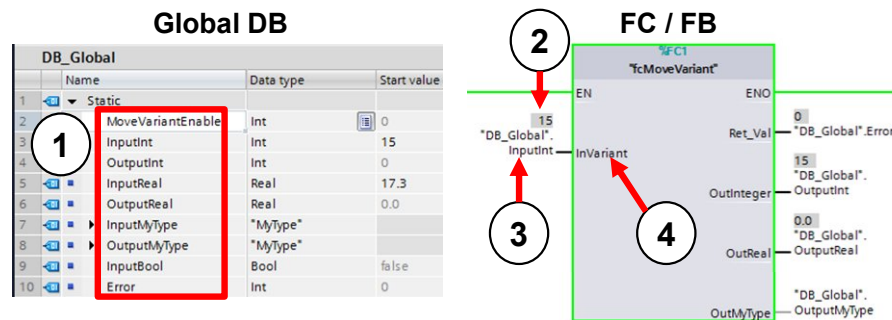 Global DB
DB_Global
Name Data type Start value
1 Static
2 MoveVariantEnable Int 0
3 InputInt Int 15
4 OutputInt Int 0
5 InputReal Real 17.3
6 OutputReal Real 0.0
7 InputMyType "MyType"
8 OutputMyType "MyType"
9 InputBool Bool false
10 Error Int 0
1
FC / FB
2
%FC1
"fcMoveVariant"
EN ENO
15
"DB_Global".
InputInt InVariant
0
Ret_Val "DB_Global".Error
15
"DB_Global".
OutInteger OutputInt
0.0
"DB_Global".
OutReal OutputReal
"DB_Global".
OutMyType OutputMyType
3
4